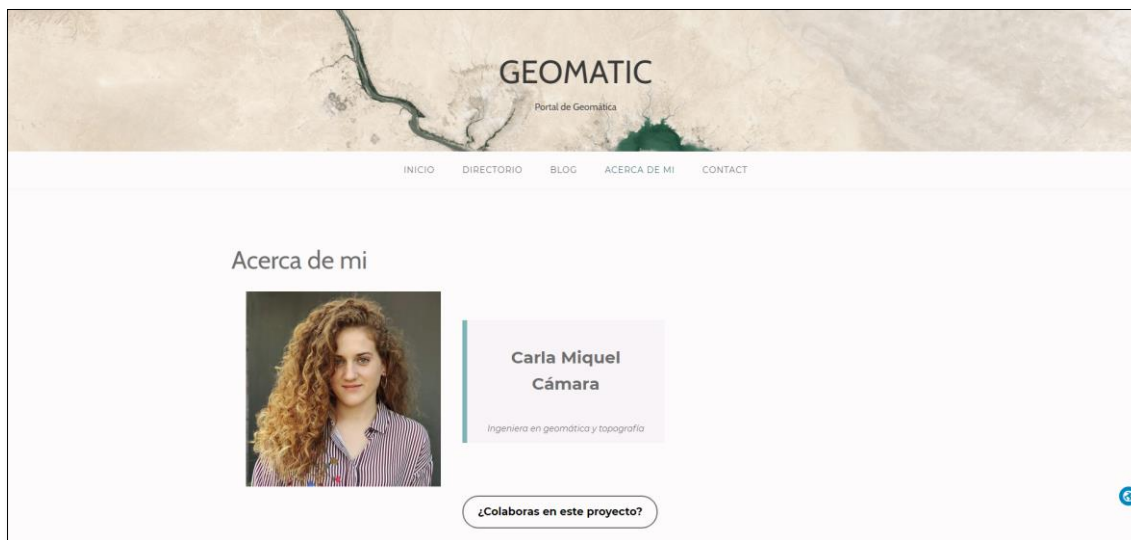 GEOMATIC
Portal de Geomática
INICIO DIRECTORIO BLOG ACERCA DE MI CONTACT
Acerca de mi
Carla Miquel
Cámara
Ingeniera en geomática y topografía
¿Colaboras en este proyecto?